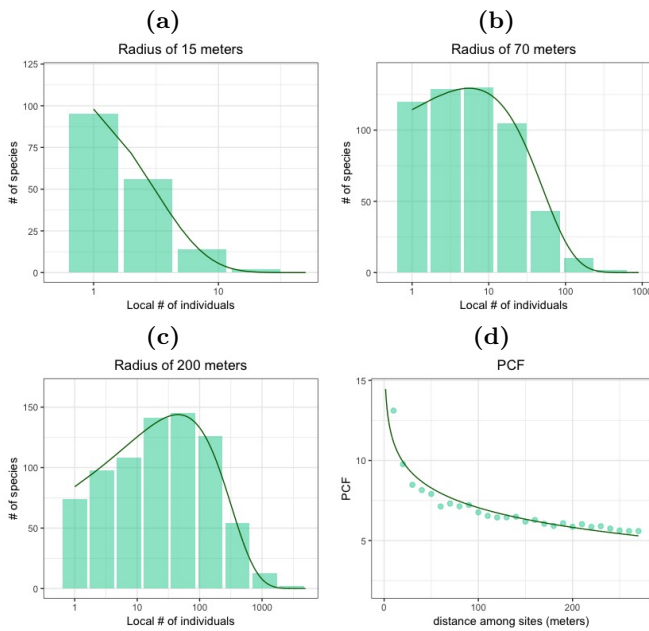 (a)
Radius of 15 meters
125
100
75
50
25
0
# of species
1 10
Local # of individuals
(b)
Radius of 70 meters
100
50
0
# of species
1 10 100 1000
Local # of individuals
(c)
Radius of 200 meters
150
100
50
0
# of species
1 10 100 1000
Local # of individuals
(d)
PCF
15
10
5
PCF
0 100 200
distance among sites (meters)